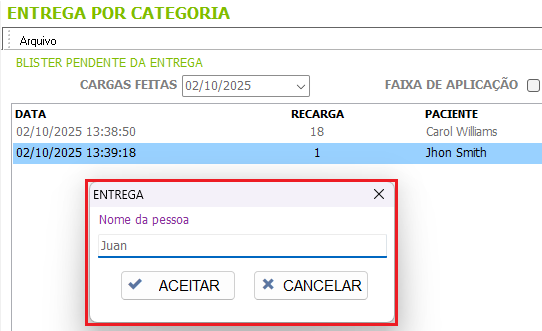 ENTREGA POR CATEGORIA
Arquivo
BLISTER PENDENTE DA ENTREGA
CARGAS FEITAS 02/10/2025 FAIXA DE APLICAÇÃO
DATA RECARGA PACIENTE
02/10/2025 13:38:50 18 Carol Williams
02/10/2025 13:39:18 1 Jhon Smith
ENTREGA
Nome da pessoa
Juan
ACEITAR CANCELAR